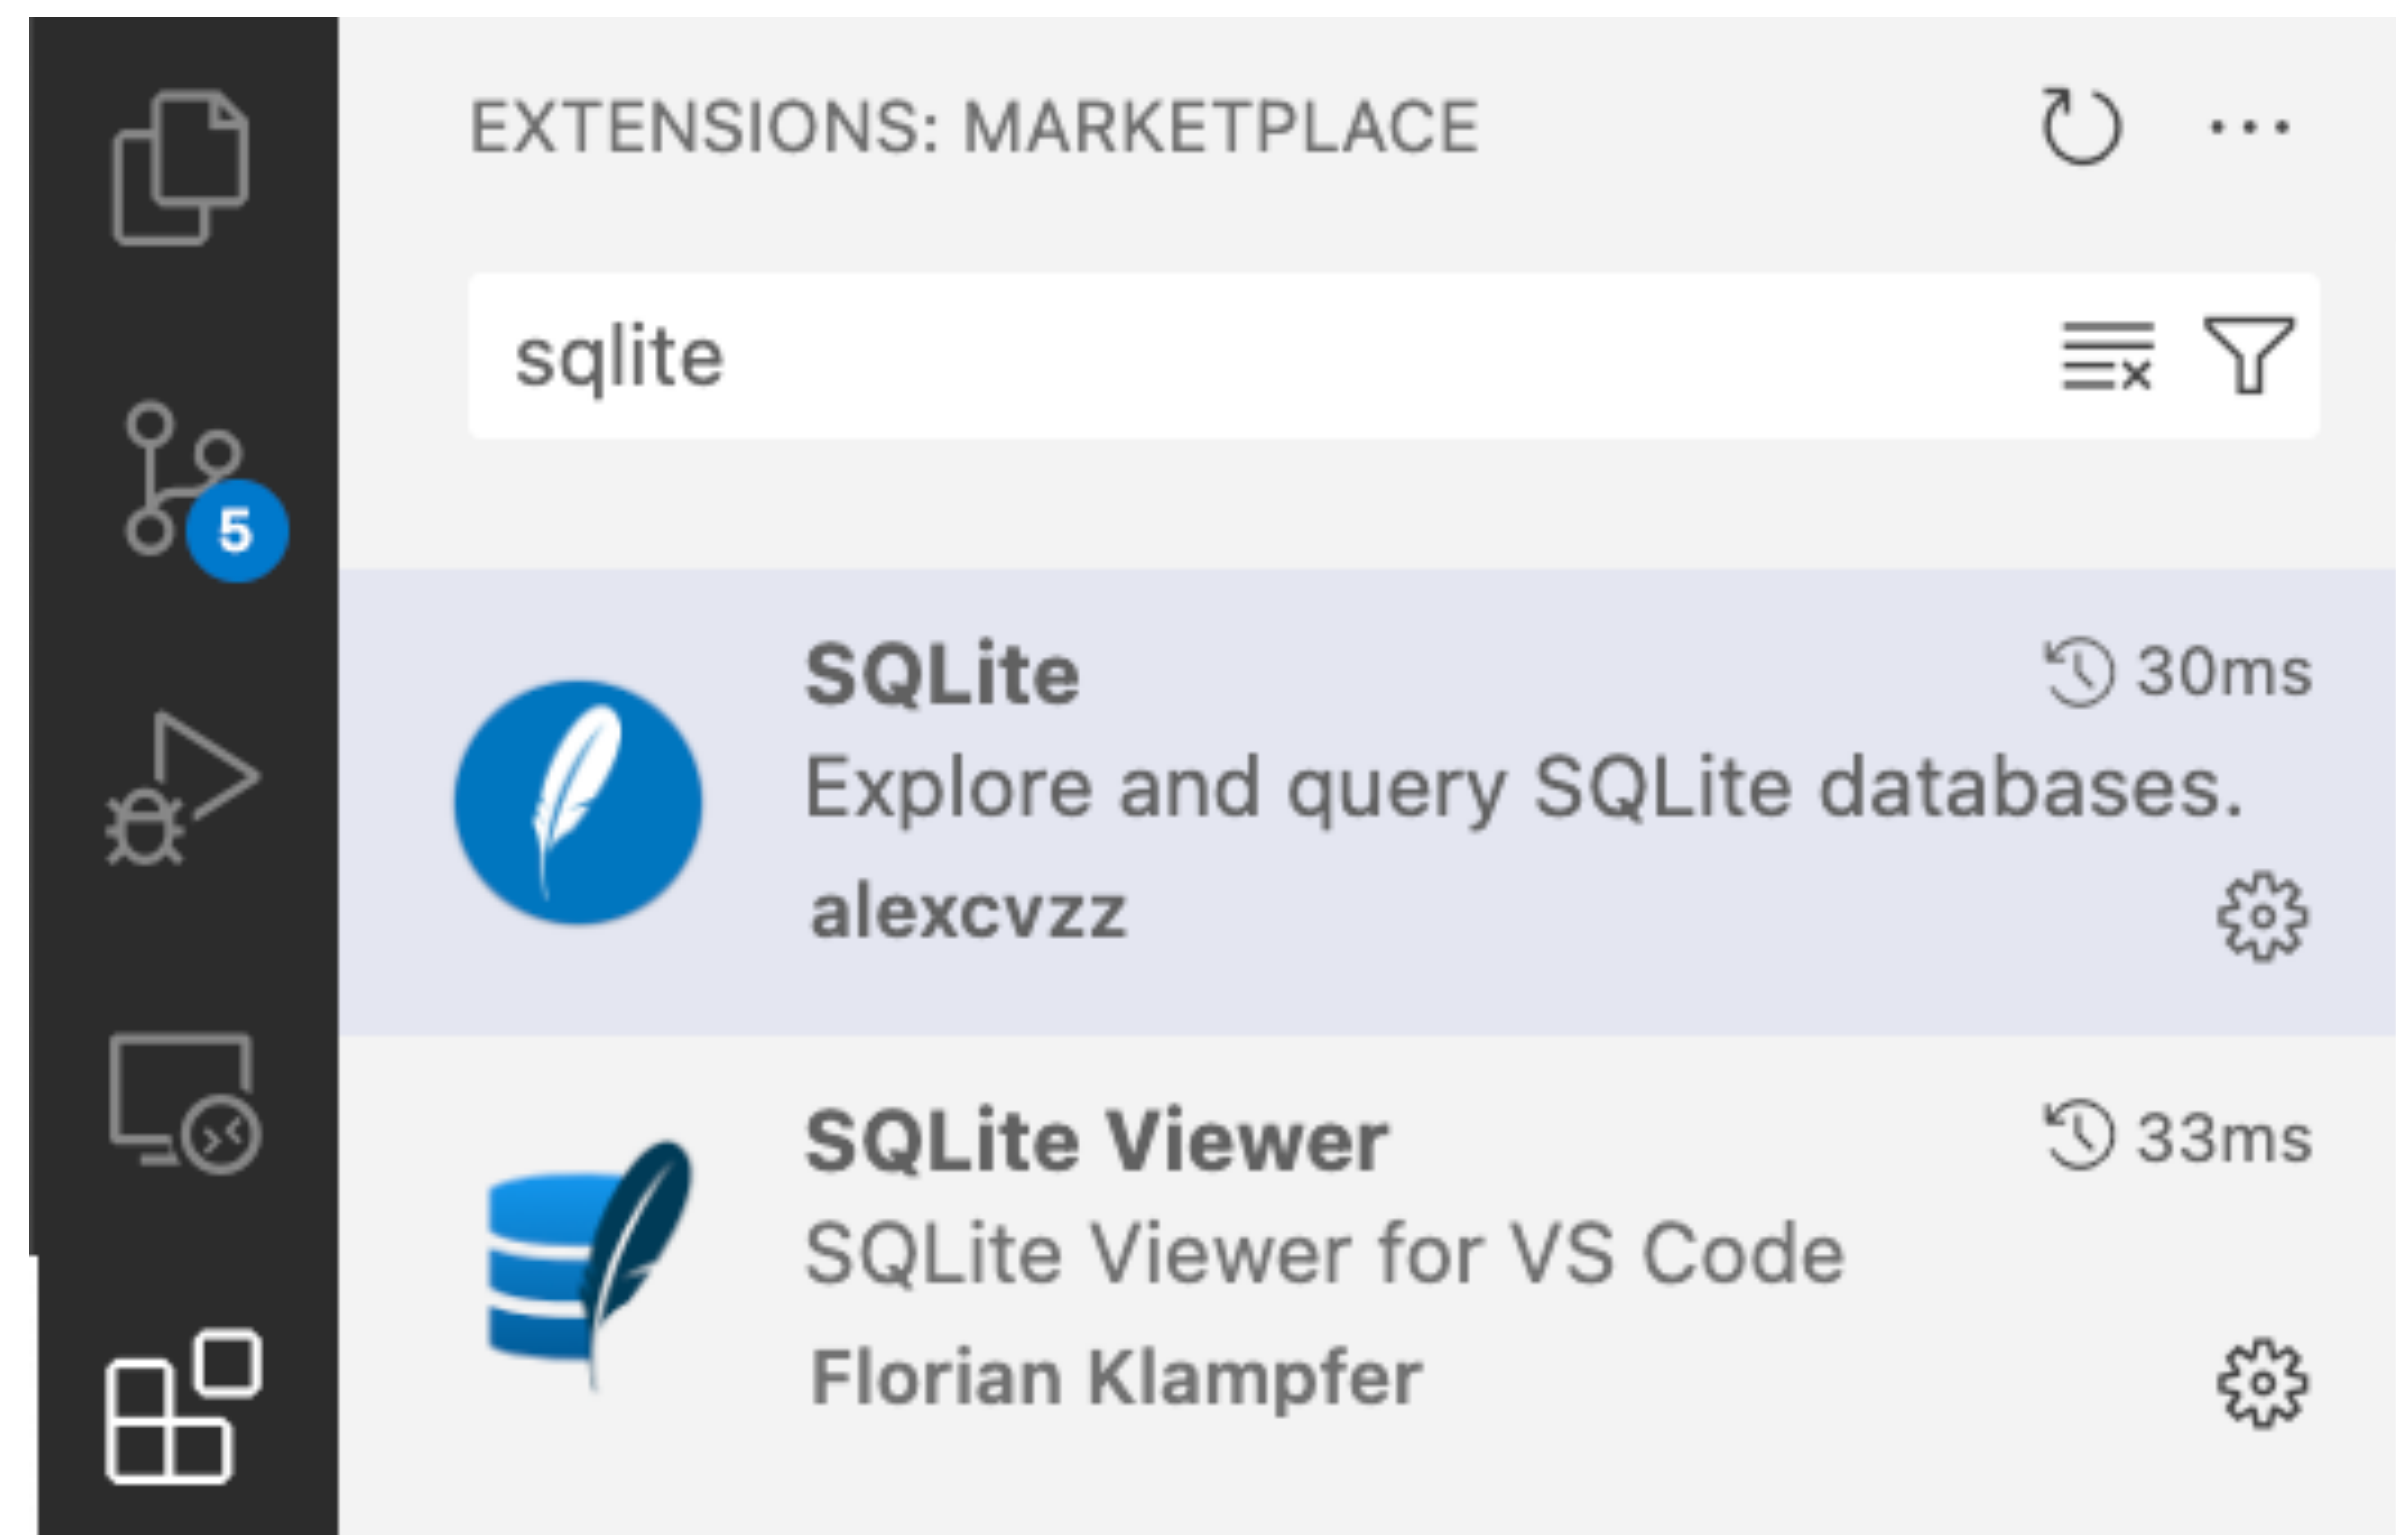 EXTENSIONS: MARKETPLACE
sqlite
5
SQLite 30ms
Explore and query SQLite databases.
alexcvzz
SQLite Viewer 33ms
SQLite Viewer for VS Code
Florian Klampfer